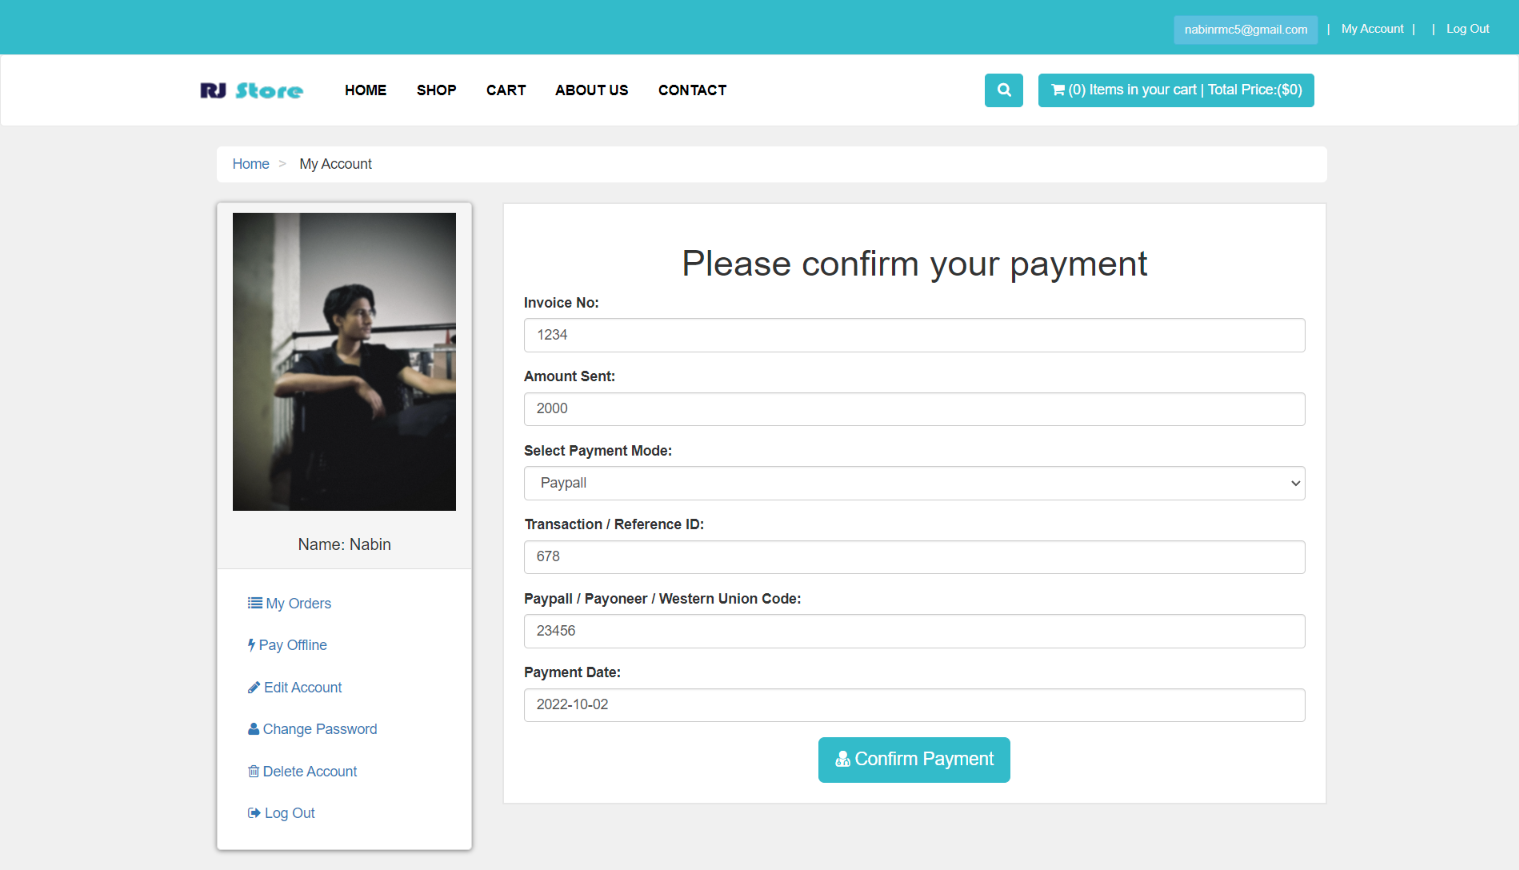 nabinrmc5@gmail.com | My Account | | Log Out
RJ Store HOME SHOP CART ABOUT US CONTACT (0) Items in your cart | Total Price:($0)
Home > My Account
Name: Nabin
My Orders
Pay Offline
Edit Account
Change Password
Delete Account
Log Out
Please confirm your payment
Invoice No:
1234
Amount Sent:
2000
Select Payment Mode:
Paypall
Transaction / Reference ID:
678
Paypall / Payoneer / Western Union Code:
23456
Payment Date:
2022-10-02
Confirm Payment